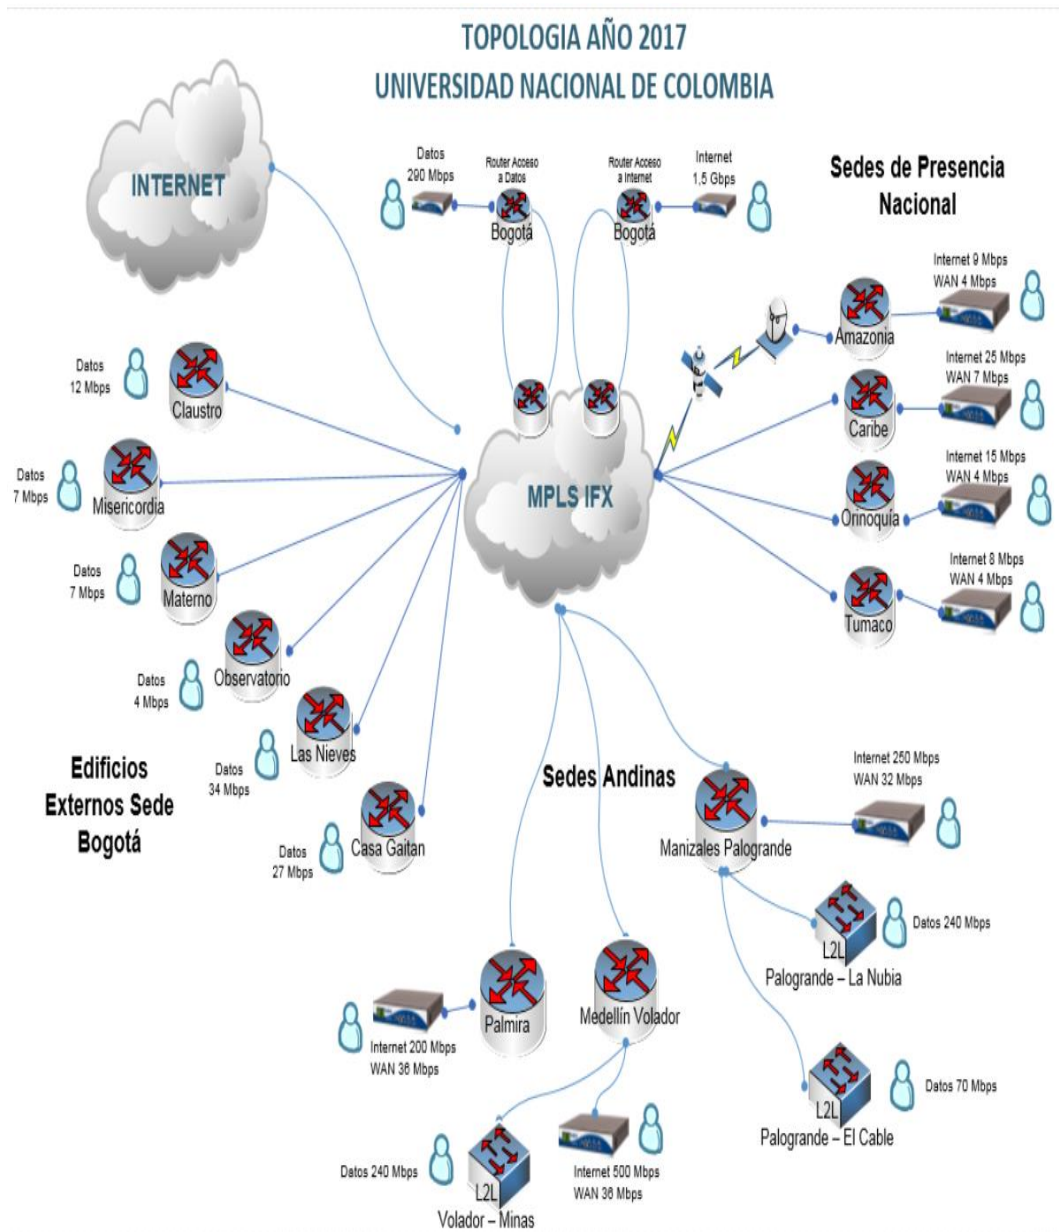 TOPOLOGIA AÑO 2017
UNIVERSIDAD NACIONAL DE COLOMBIA
INTERNET
Datos
290 Mbps
Router Acceso
a Datos
Bogotá
Router Acceso
a Internet
Bogotá
Internet
1,5 Gbps
Sedes de Presencia
Nacional
Internet 9 Mbps
WAN 4 Mbps
Amazonia
Internet 25 Mbps
WAN 7 Mbps
Caribe
Internet 15 Mbps
WAN 4 Mbps
Orinoquía
Internet 8 Mbps
WAN 4 Mbps
Tumaco
MPLS IFX
Datos
12 Mbps
Claustro
Datos
7 Mbps
Misericordia
Datos
7 Mbps
Materno
Datos
4 Mbps
Observatorio
Datos
34 Mbps
Las Nieves
Datos
27 Mbps
Casa Gaitan
Edificios
Externos Sede
Bogotá
Sedes Andinas
Internet 250 Mbps
WAN 32 Mbps
Manizales Palogrande
Datos 240 Mbps
L2L
Palogrande – La Nubia
Datos 70 Mbps
L2L
Palogrande – El Cable
Palmira
Internet 200 Mbps
WAN 36 Mbps
Medellín Volador
Datos 240 Mbps
L2L
Volador – Minas
Internet 500 Mbps
WAN 36 Mbps